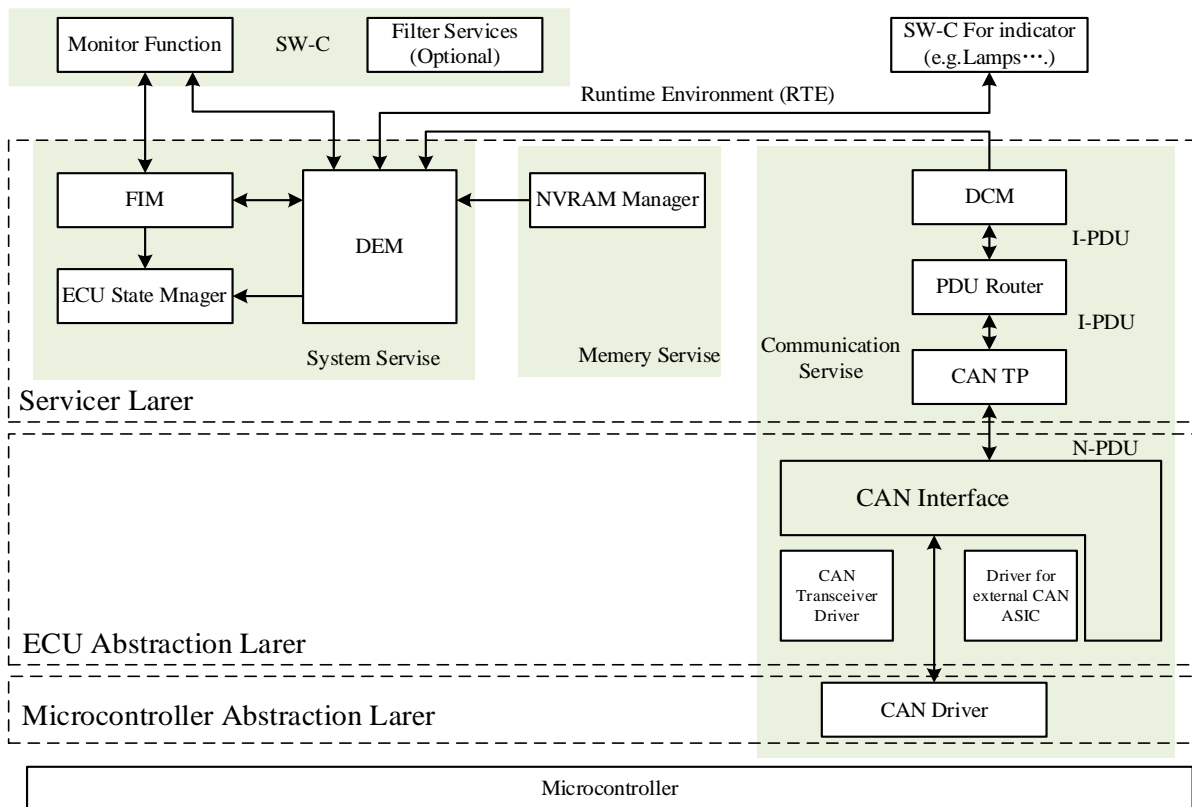 Monitor Function
SW-C
Filter Services
(Optional)
SW-C For indicator
(e.g.Lamps⋯.)
Runtime Environment (RTE)
FIM
DEM
NVRAM Manager
DCM
I-PDU
ECU State Mnager
PDU Router
I-PDU
System Servise
Memery Servise
Communication
Servise
CAN TP
Servicer Larer
N-PDU
CAN Interface
CAN
Transceiver
Driver
Driver for
external CAN
ASIC
ECU Abstraction Larer
Microcontroller Abstraction Larer
CAN Driver
Microcontroller